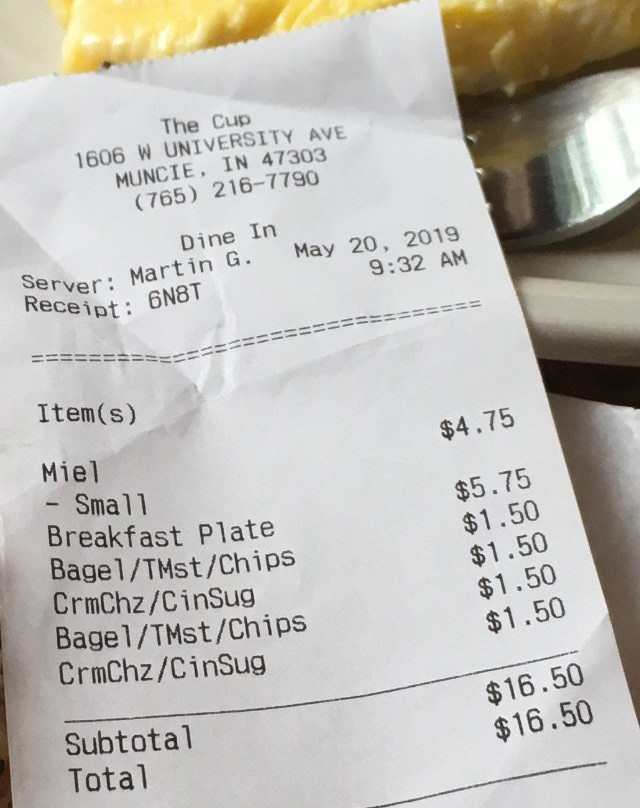 The Cup
1606 W UNIVERSITY AVE
MUNCIE, IN 47303
(765) 216-7790
Dine In
Server: Martin G. May 20, 2019
Receipt: 6N8T 9:32 AM
========================================
Item(s)
Miel $4.75
- Small
Breakfast Plate $5.75
Bagel/TMst/Chips $1.50
CrmChz/CinSug $1.50
Bagel/TMst/Chips $1.50
CrmChz/CinSug $1.50
Subtotal $16.50
Total $16.50